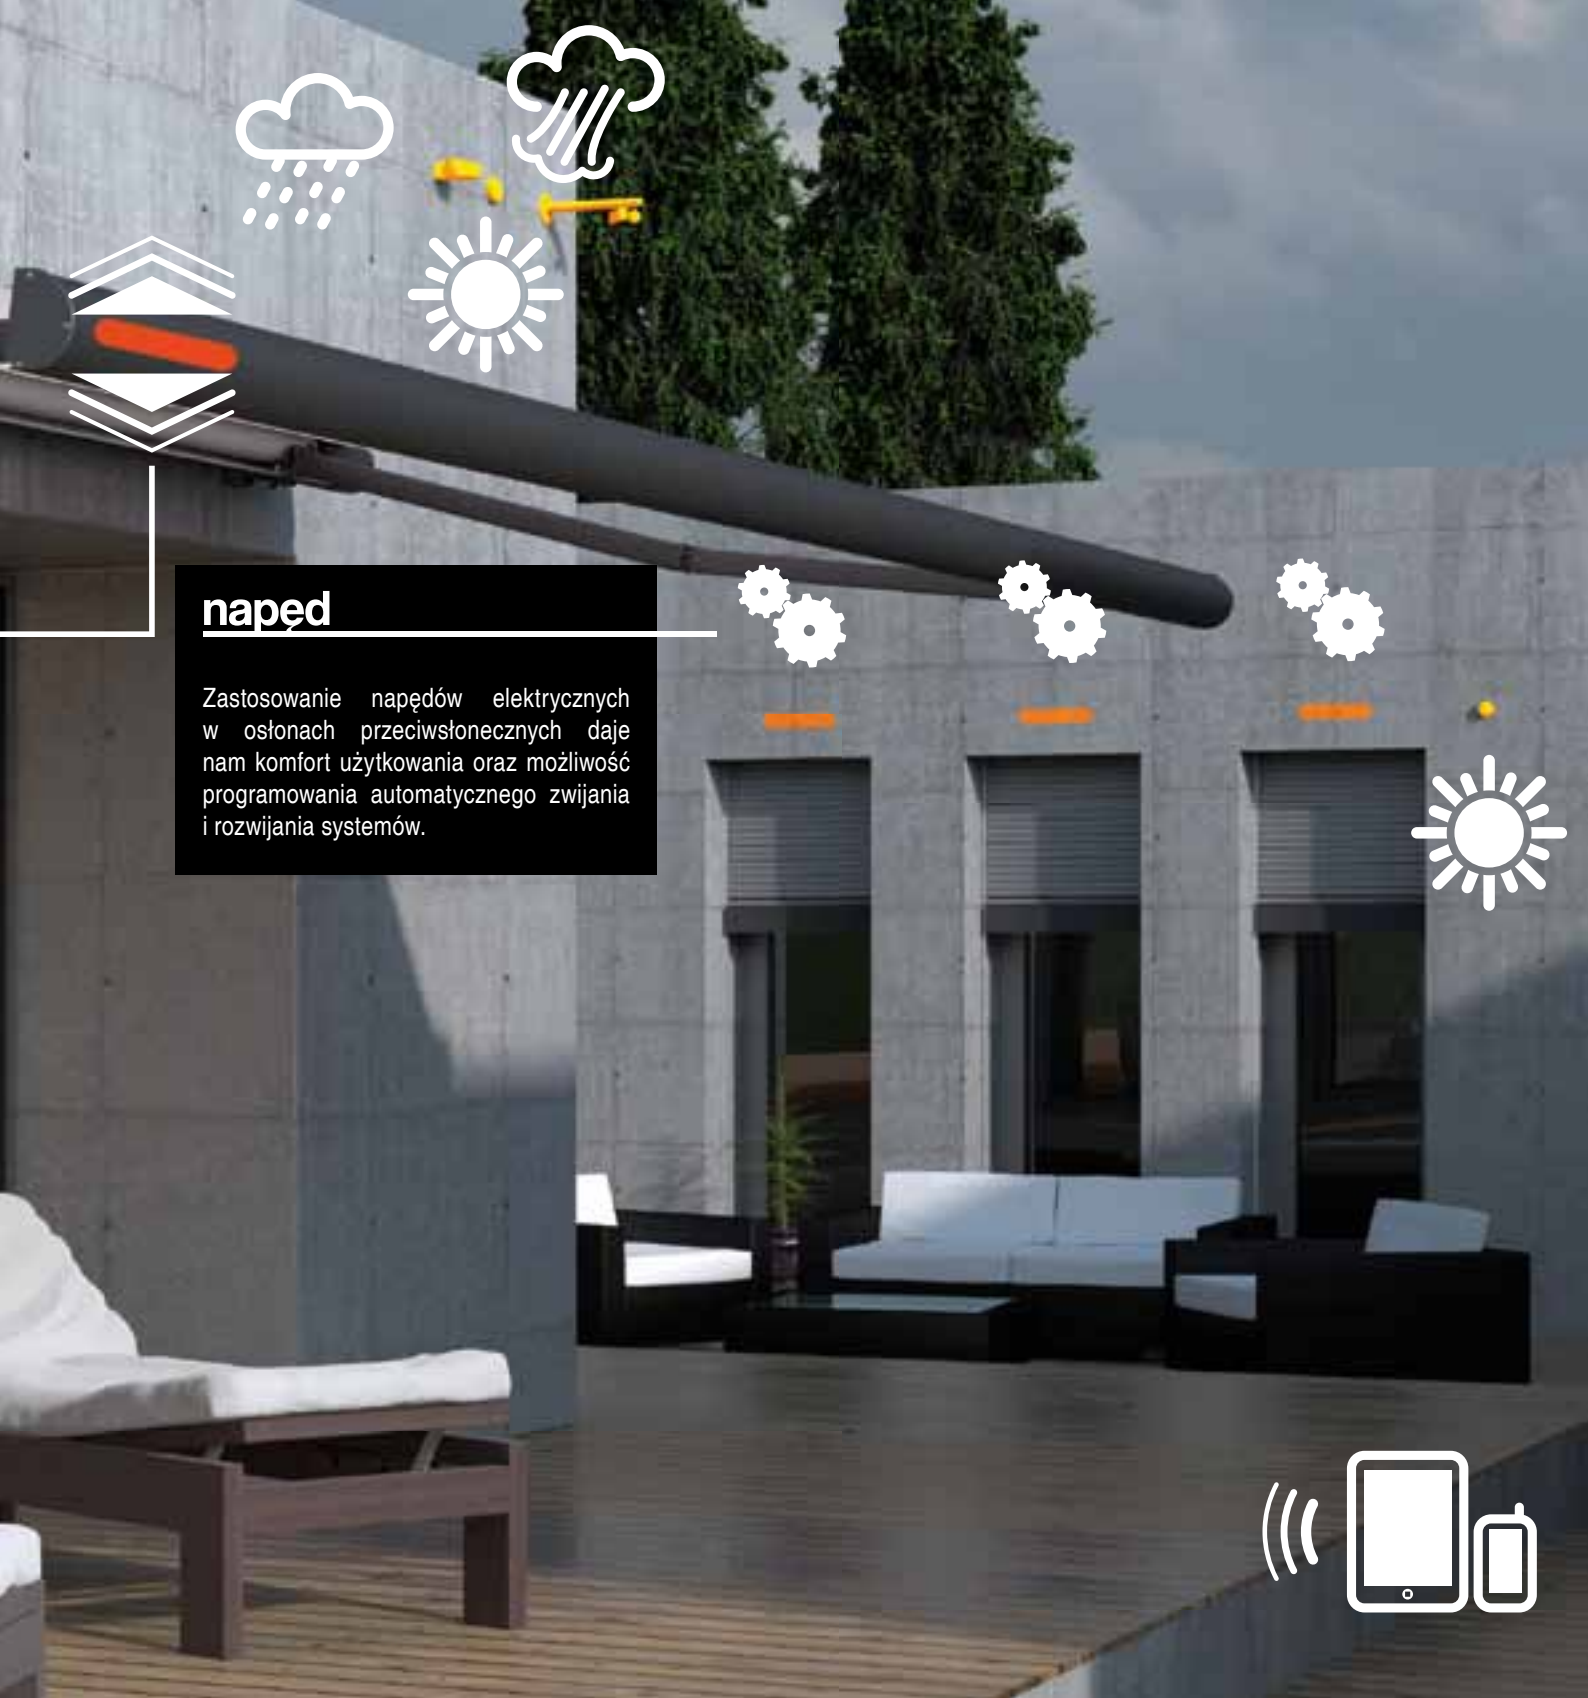 napęd
Zastosowanie napędów elektrycznych
w osłonach przeciwsłonecznych daje
nam komfort użytkowania oraz możliwość
programowania automatycznego zwijania
i rozwijania systemów.